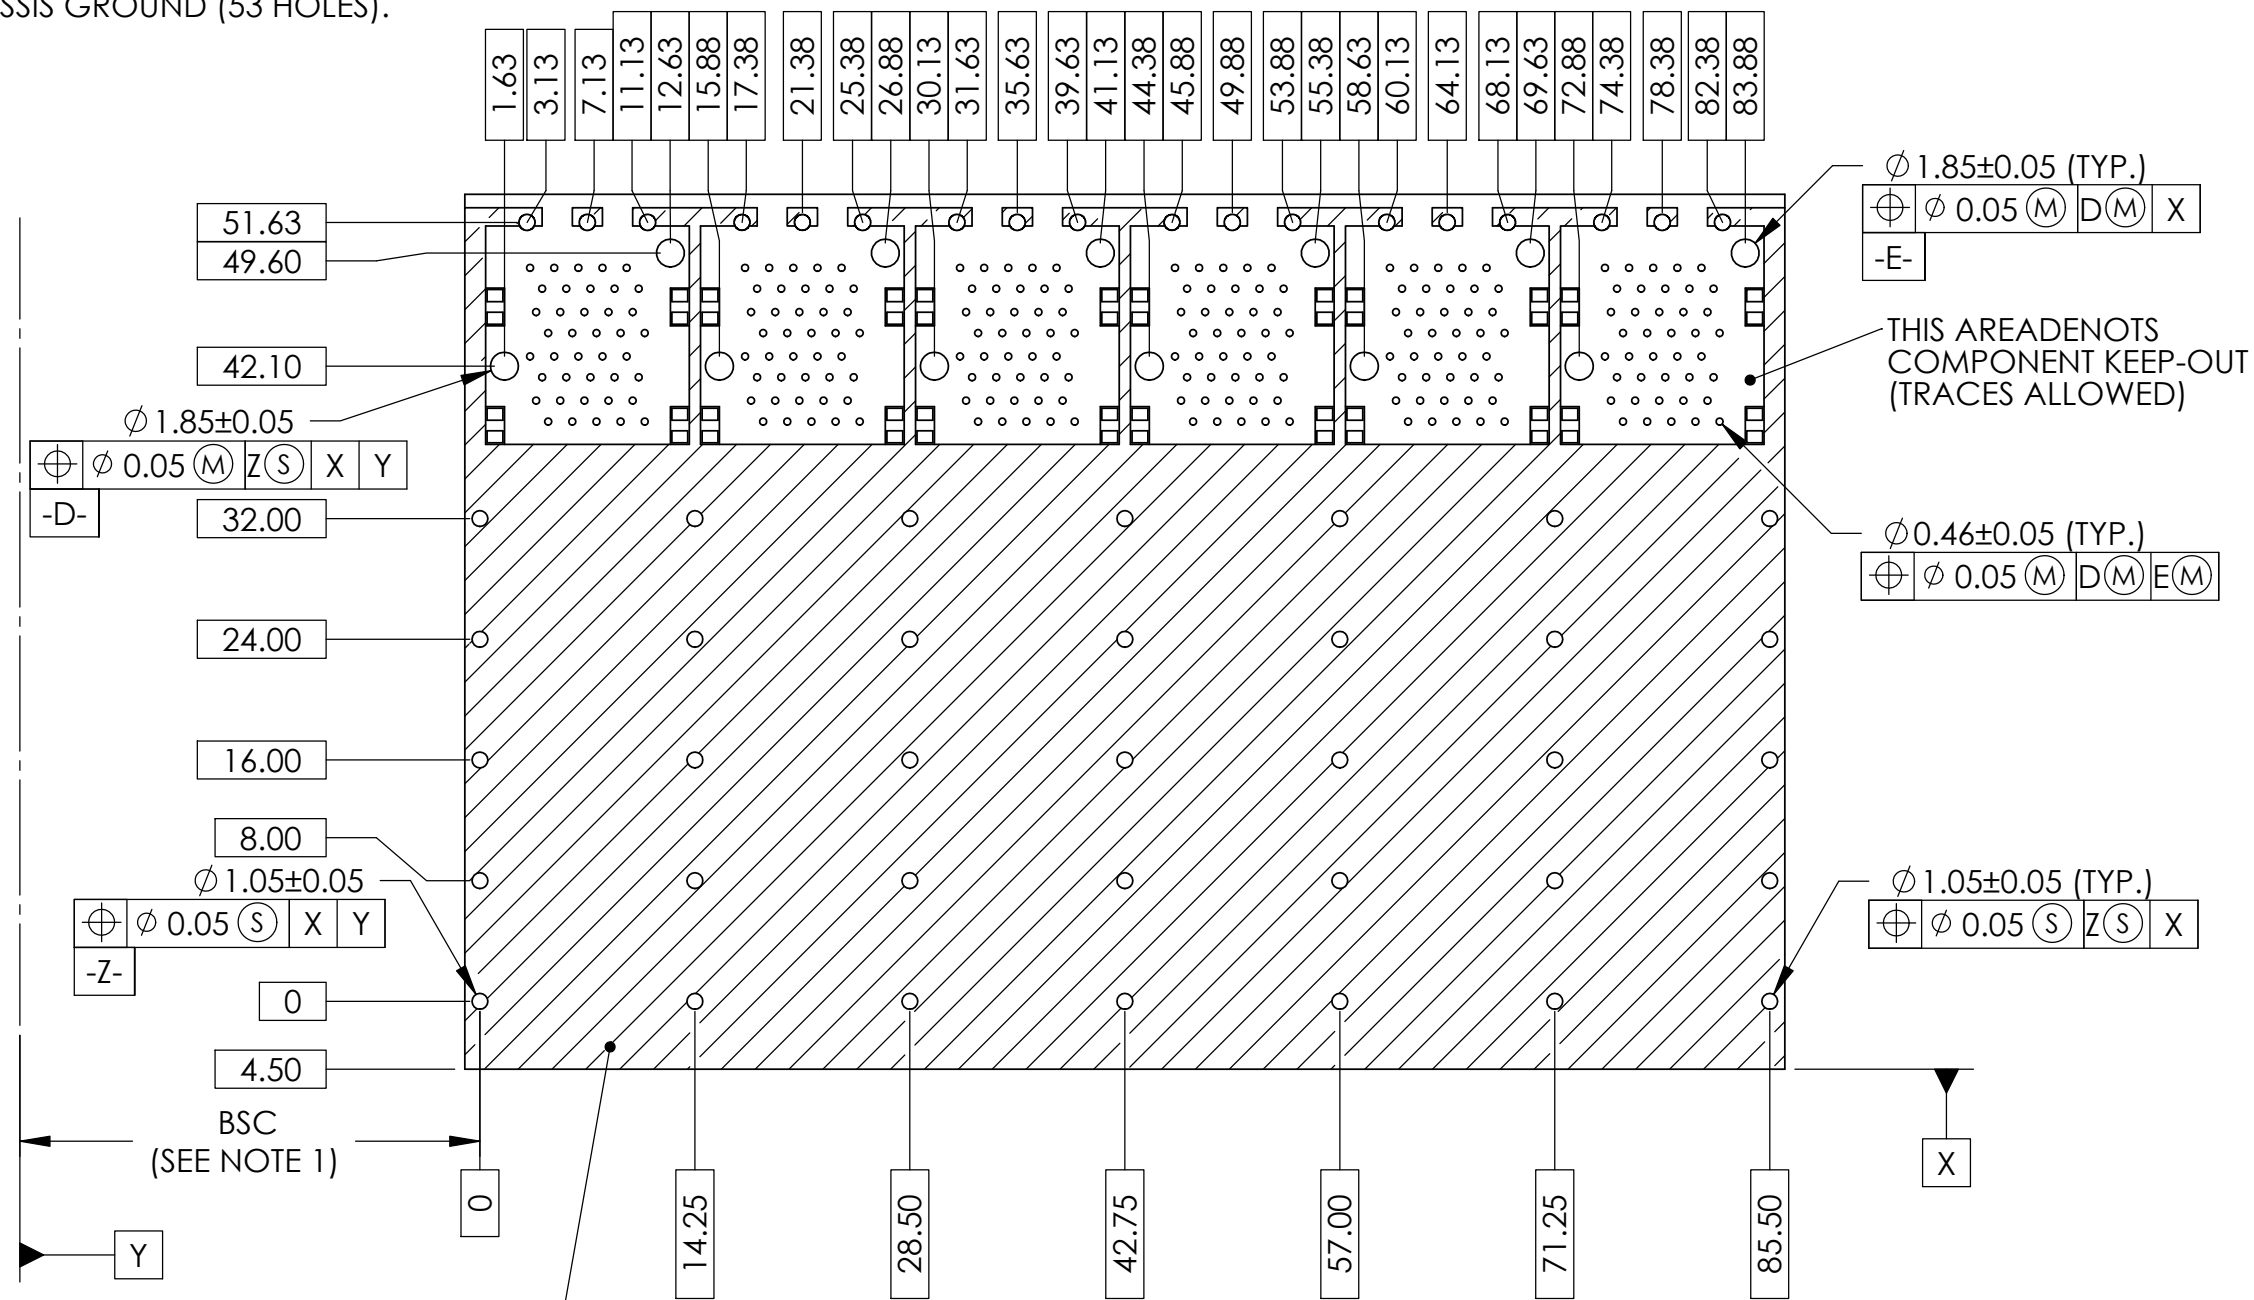 SSIS GROUND (53 HOLES).
1.63
3.13
7.13
11.13
12.63
15.88
17.38
21.38
25.38
26.88
30.13
31.63
35.63
39.63
41.13
44.38
45.88
49.88
53.88
55.38
58.63
60.13
64.13
68.13
69.63
72.88
74.38
78.38
82.38
83.88
51.63
49.60
42.10
∅1.85±0.05
⌖ ∅ 0.05 Ⓜ Z Ⓢ X Y
-D-
32.00
24.00
16.00
8.00
∅1.05±0.05
⌖ ∅ 0.05 Ⓢ X Y
-Z-
0
4.50
BSC
(SEE NOTE 1)
Y
∅1.85±0.05 (TYP.)
⌖ ∅ 0.05 Ⓜ D Ⓜ X
-E-
THIS AREADENOTS
COMPONENT KEEP-OUT
(TRACES ALLOWED)
∅0.46±0.05 (TYP.)
⌖ ∅ 0.05 Ⓜ D Ⓜ E Ⓜ
∅1.05±0.05 (TYP.)
⌖ ∅ 0.05 Ⓢ Z Ⓢ X
X
0
14.25
28.50
42.75
57.00
71.25
85.50